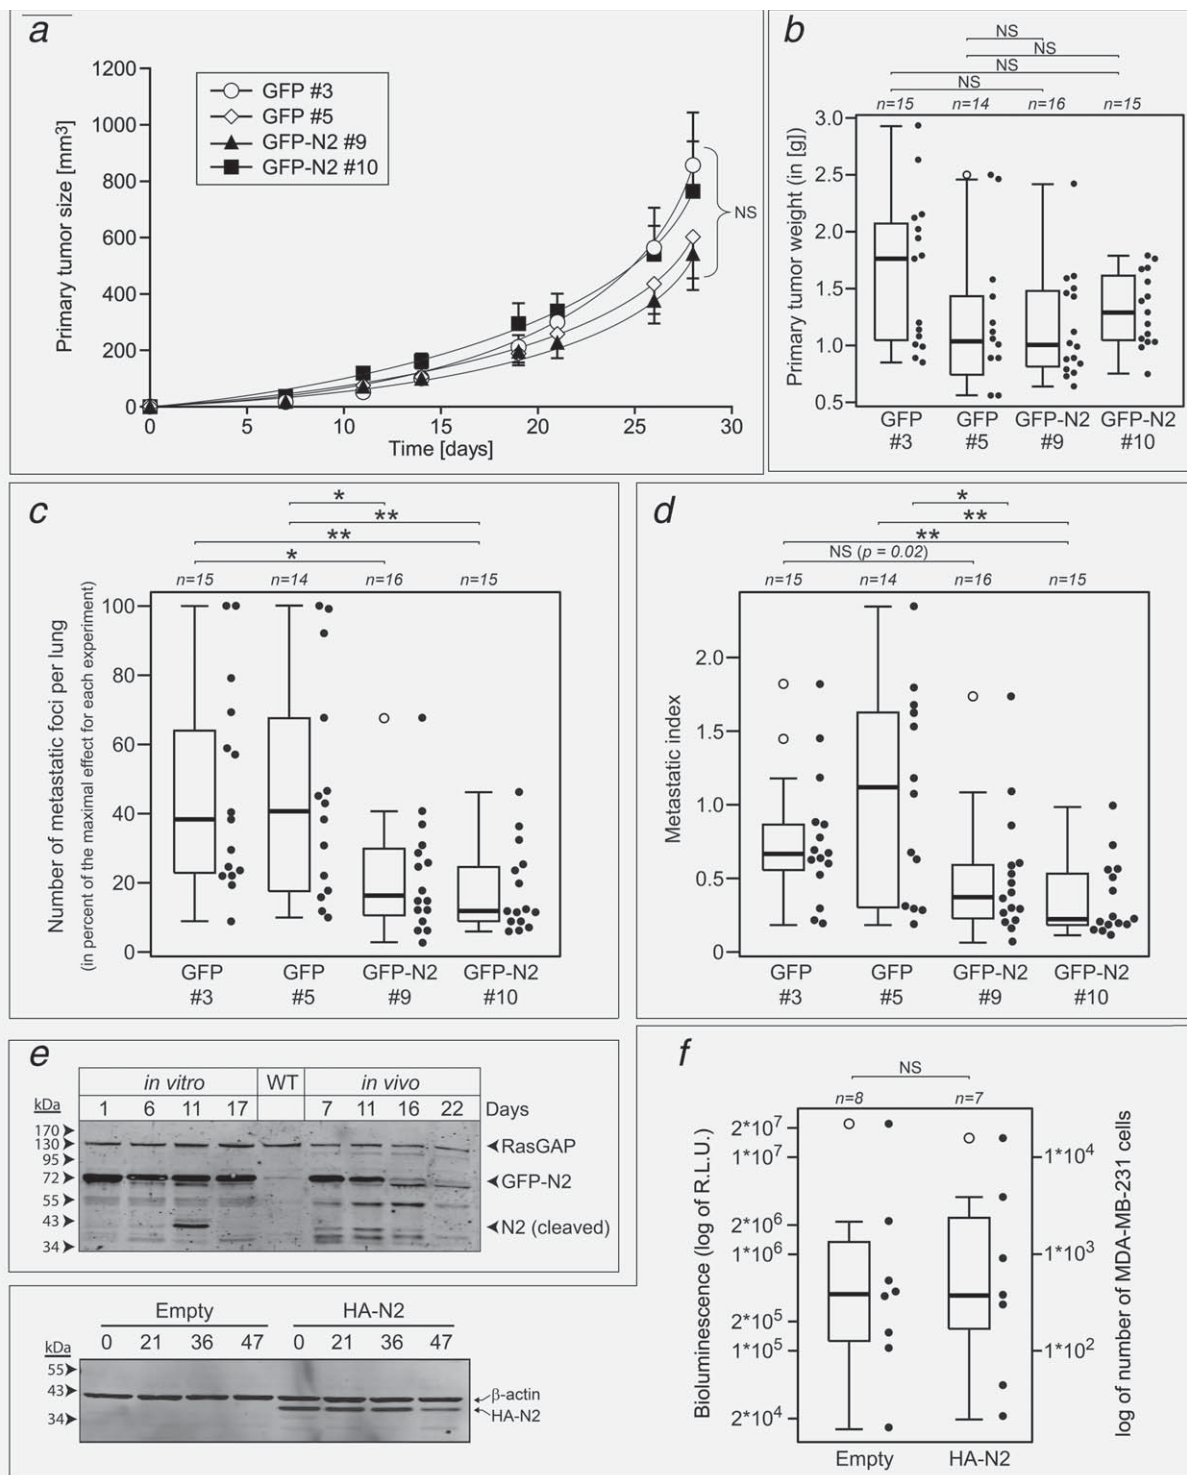 a
Primary tumor size [mm³]
1200
1000
800
600
400
200
0
GFP #3
GFP #5
GFP-N2 #9
GFP-N2 #10
NS
0 5 10 15 20 25 30
Time [days]
b
NS
NS
NS
NS
n=15 n=14 n=16 n=15
Primary tumor weight (in [g])
3.0
2.5
2.0
1.5
1.0
0.5
GFP GFP GFP-N2 GFP-N2
#3 #5 #9 #10
c
*
**
**
*
n=15 n=14 n=16 n=15
Number of metastatic foci per lung
(in percent of the maximal effect for each experiment)
100
80
60
40
20
0
GFP GFP GFP-N2 GFP-N2
#3 #5 #9 #10
d
*
**
**
NS (p = 0.02)
n=15 n=14 n=16 n=15
Metastatic index
2.0
1.5
1.0
0.5
0
GFP GFP GFP-N2 GFP-N2
#3 #5 #9 #10
e
in vitro WT in vivo
kDa 1 6 11 17 7 11 16 22 Days
170
130 RasGAP
95
72 GFP-N2
55
43 N2 (cleaved)
34
Empty HA-N2
0 21 36 47 0 21 36 47
kDa
55
43 β-actin
34 HA-N2
f
NS
n=8 n=7
Bioluminescence (log of R.L.U.)
2*10⁷
1*10⁷
2*10⁶
1*10⁶
2*10⁵
1*10⁵
2*10⁴
1*10⁴
1*10³
1*10²
log of number of MDA-MB-231 cells
Empty HA-N2